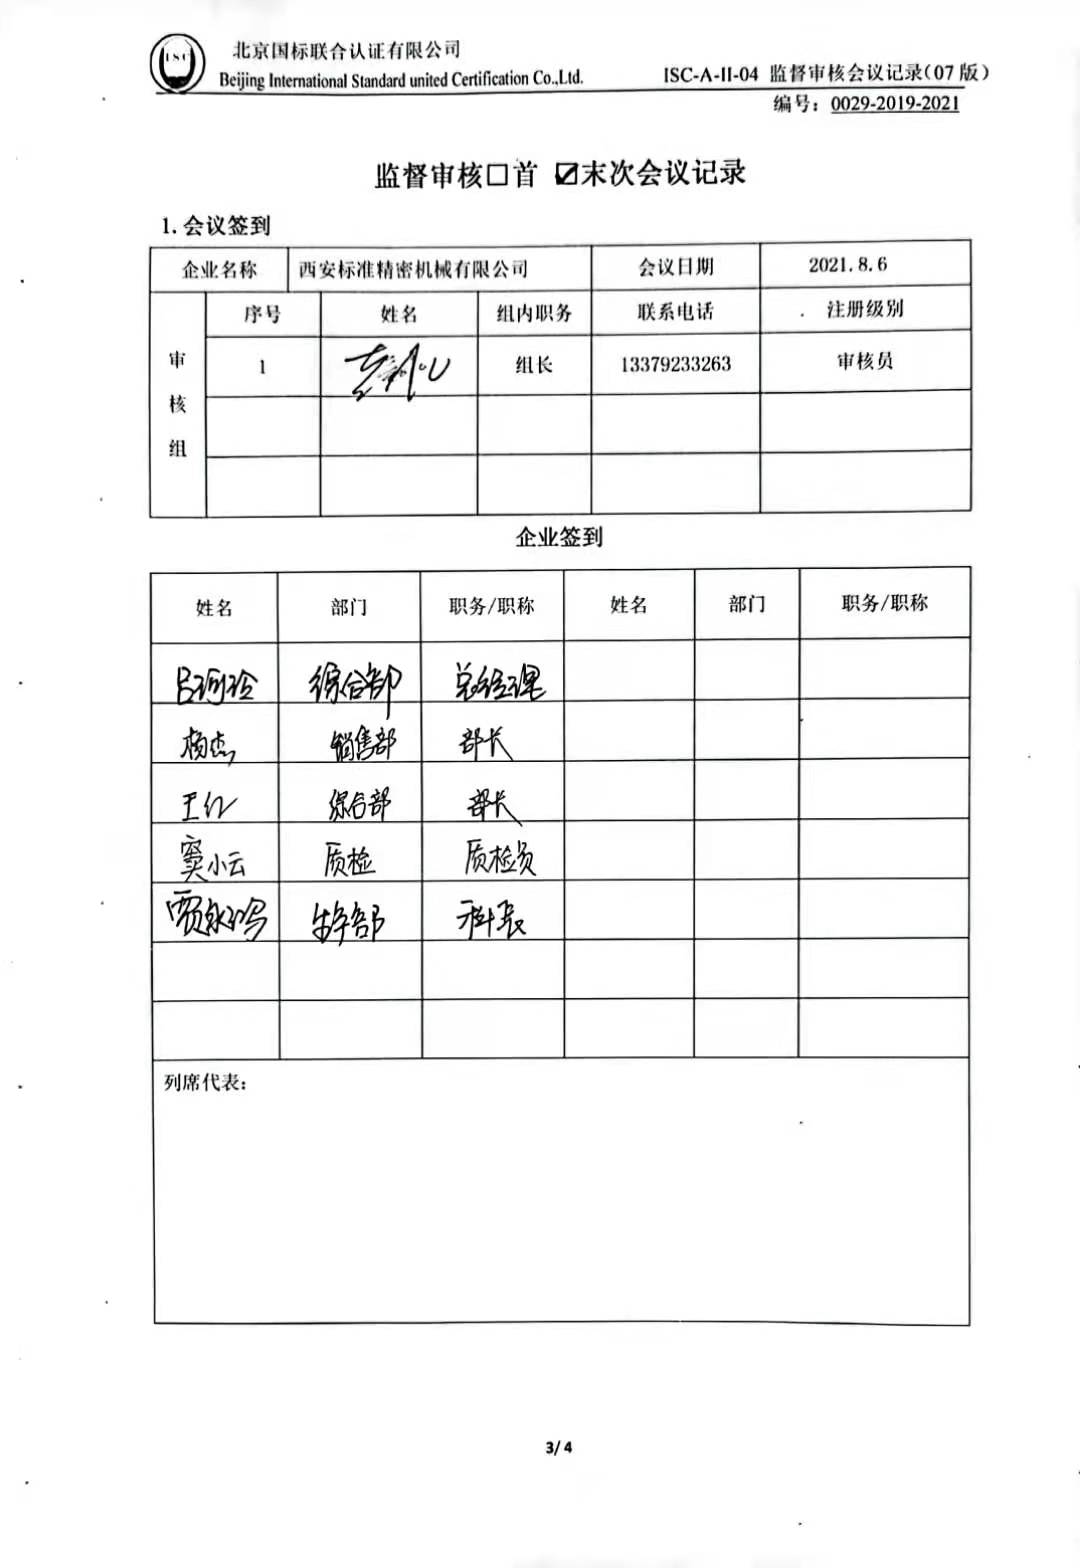 ISC
北京国标联合认证有限公司
Beijing International Standard united Certification Co.,Ltd.
ISC-A-II-04 监督审核会议记录(07版)
编号：0029-2019-2021
监督审核□首 ☑末次会议记录
1.会议签到
企业名称 西安标准精密机械有限公司 会议日期 2021.8.6
审核组 序号 姓名 组内职务 联系电话 注册级别
1 组长 13379233263 审核员
企业签到
姓名 部门 职务/职称 姓名 部门 职务/职称
综合部 总经理
杨杰 销售部 部长
王红 综合部 部长
窦小云 质检 质检员
科长
列席代表：
3/4